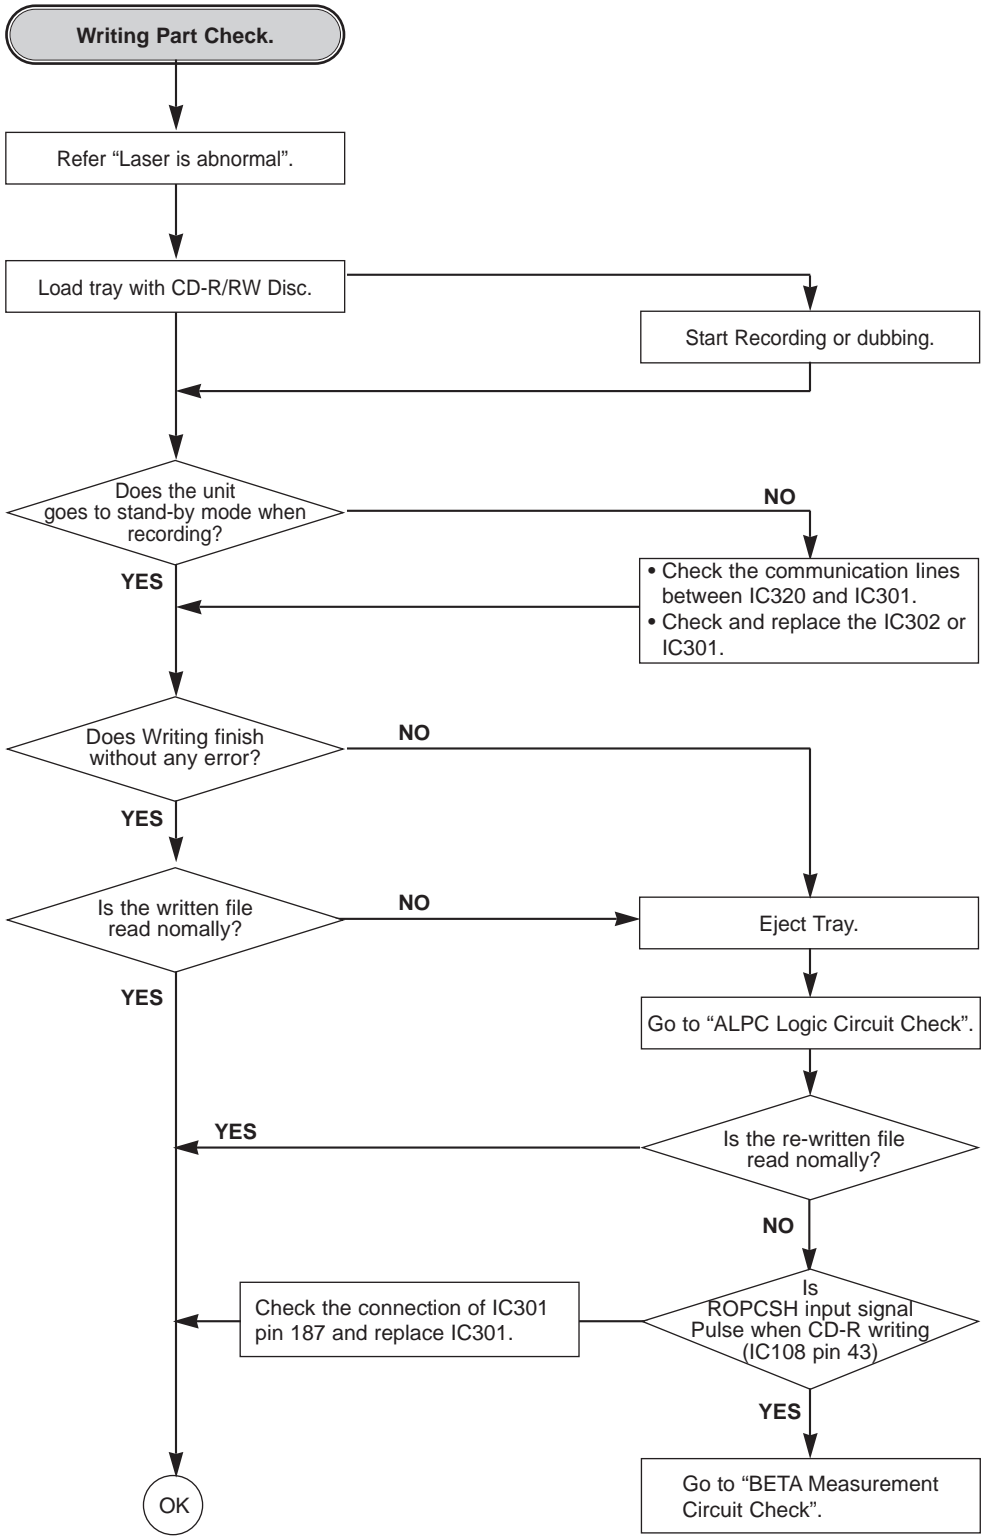 Writing Part Check.
Refer “Laser is abnormal”.
Load tray with CD-R/RW Disc.
Start Recording or dubbing.
Does the unit
goes to stand-by mode when
recording?
NO
YES
• Check the communication lines
between IC320 and IC301.
• Check and replace the IC302 or
IC301.
Does Writing finish
without any error?
NO
YES
Is the written file
read nomally?
NO
Eject Tray.
YES
Go to “ALPC Logic Circuit Check”.
Is the re-written file
read nomally?
YES
NO
Is
ROPCSH input signal
Pulse when CD-R writing
(IC108 pin 43)
Check the connection of IC301
pin 187 and replace IC301.
YES
Go to “BETA Measurement
Circuit Check”.
OK